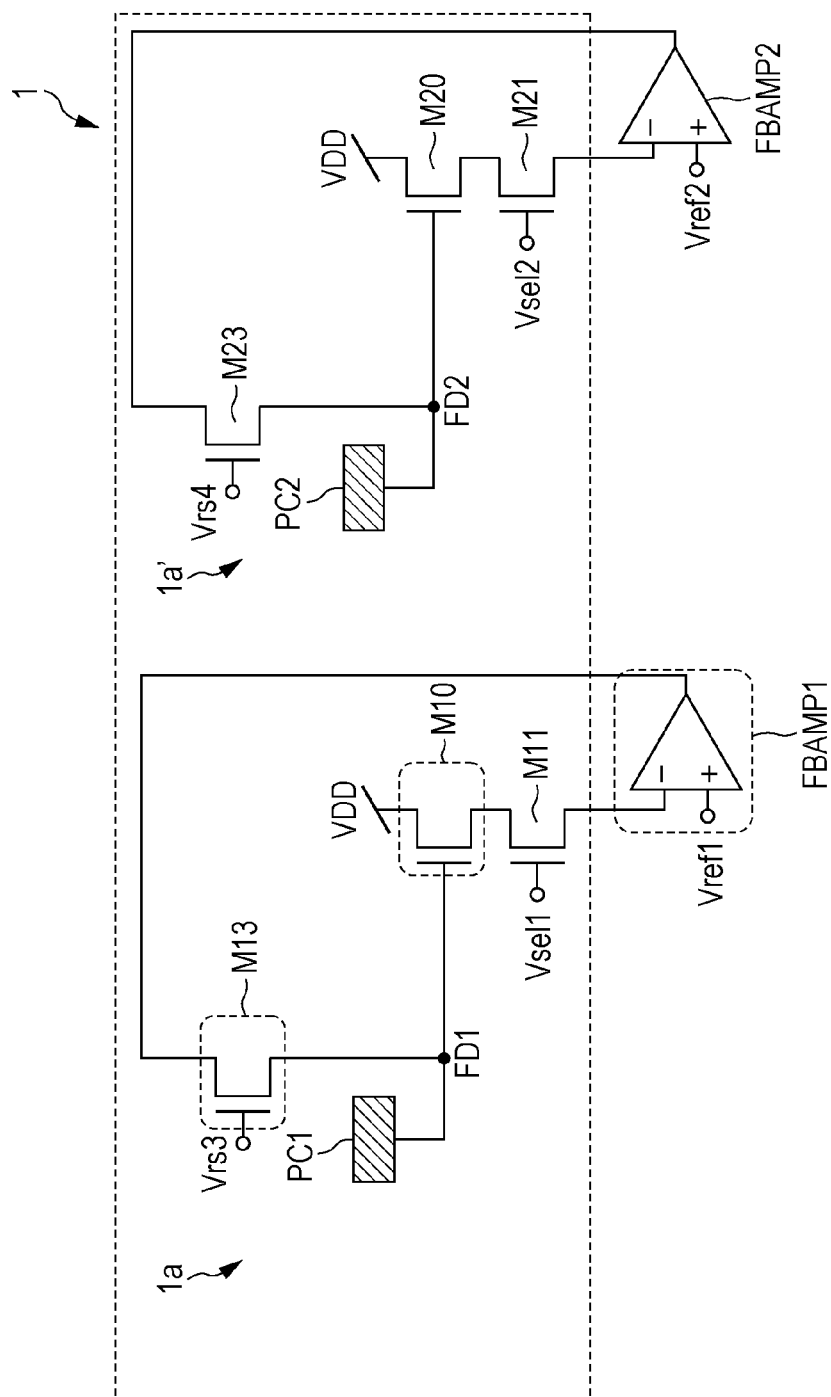 1
1a
Vrs3
M13
PC1
FD1
VDD
M10
Vsel1
M11
−
+
Vref1
FBAMP1
1a'
Vrs4
M23
PC2
FD2
VDD
M20
Vsel2
M21
−
+
Vref2
FBAMP2